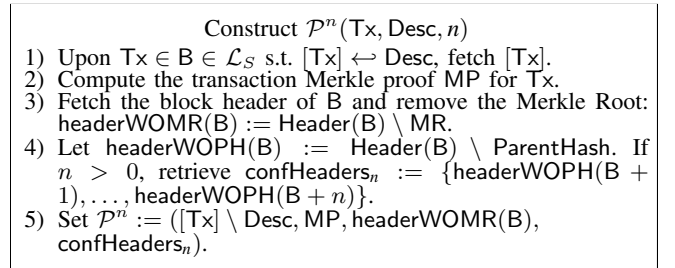 Construct 𝒫ⁿ(Tx, Desc, n)
1) Upon Tx ∈ B ∈ ℒ_S s.t. [Tx] ↩ Desc, fetch [Tx].
2) Compute the transaction Merkle proof MP for Tx.
3) Fetch the block header of B and remove the Merkle Root:
headerWOMR(B) := Header(B) \ MR.
4) Let headerWOPH(B) := Header(B) \ ParentHash. If
n > 0, retrieve confHeaders_n := {headerWOPH(B +
1), . . . , headerWOPH(B + n)}.
5) Set 𝒫ⁿ := ([Tx] \ Desc, MP, headerWOMR(B),
confHeaders_n).